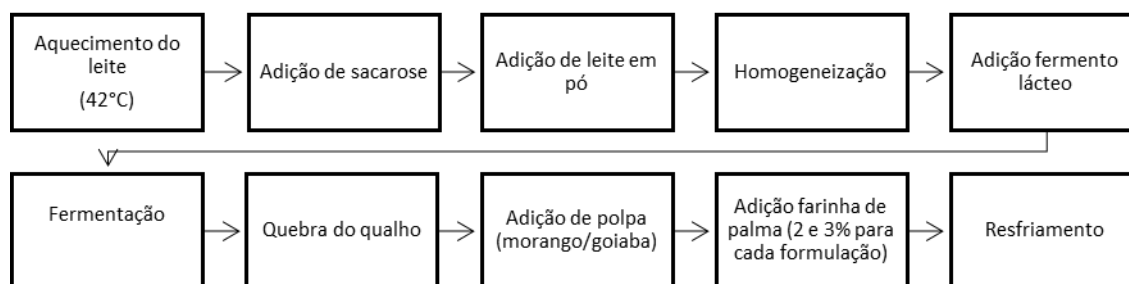 Aquecimento do
leite
(42°C)
Adição de sacarose
Adição de leite em
pó
Homogeneização
Adição fermento
lácteo
Fermentação
Quebra do qualho
Adição de polpa
(morango/goiaba)
Adição farinha de
palma (2 e 3% para
cada formulação)
Resfriamento